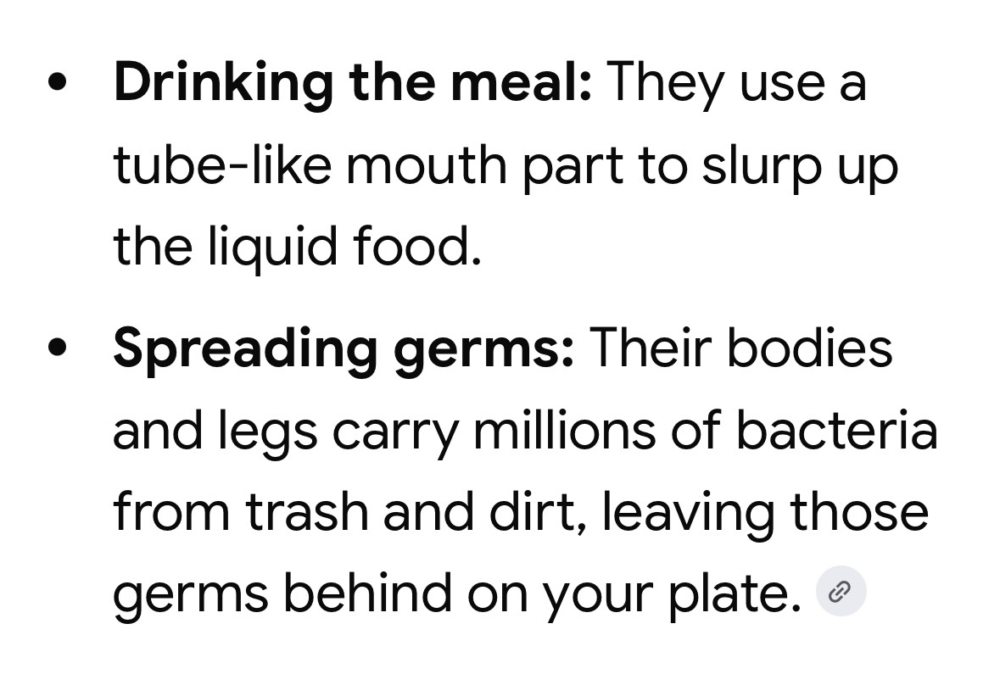 • Drinking the meal: They use a
tube-like mouth part to slurp up
the liquid food.
• Spreading germs: Their bodies
and legs carry millions of bacteria
from trash and dirt, leaving those
germs behind on your plate.